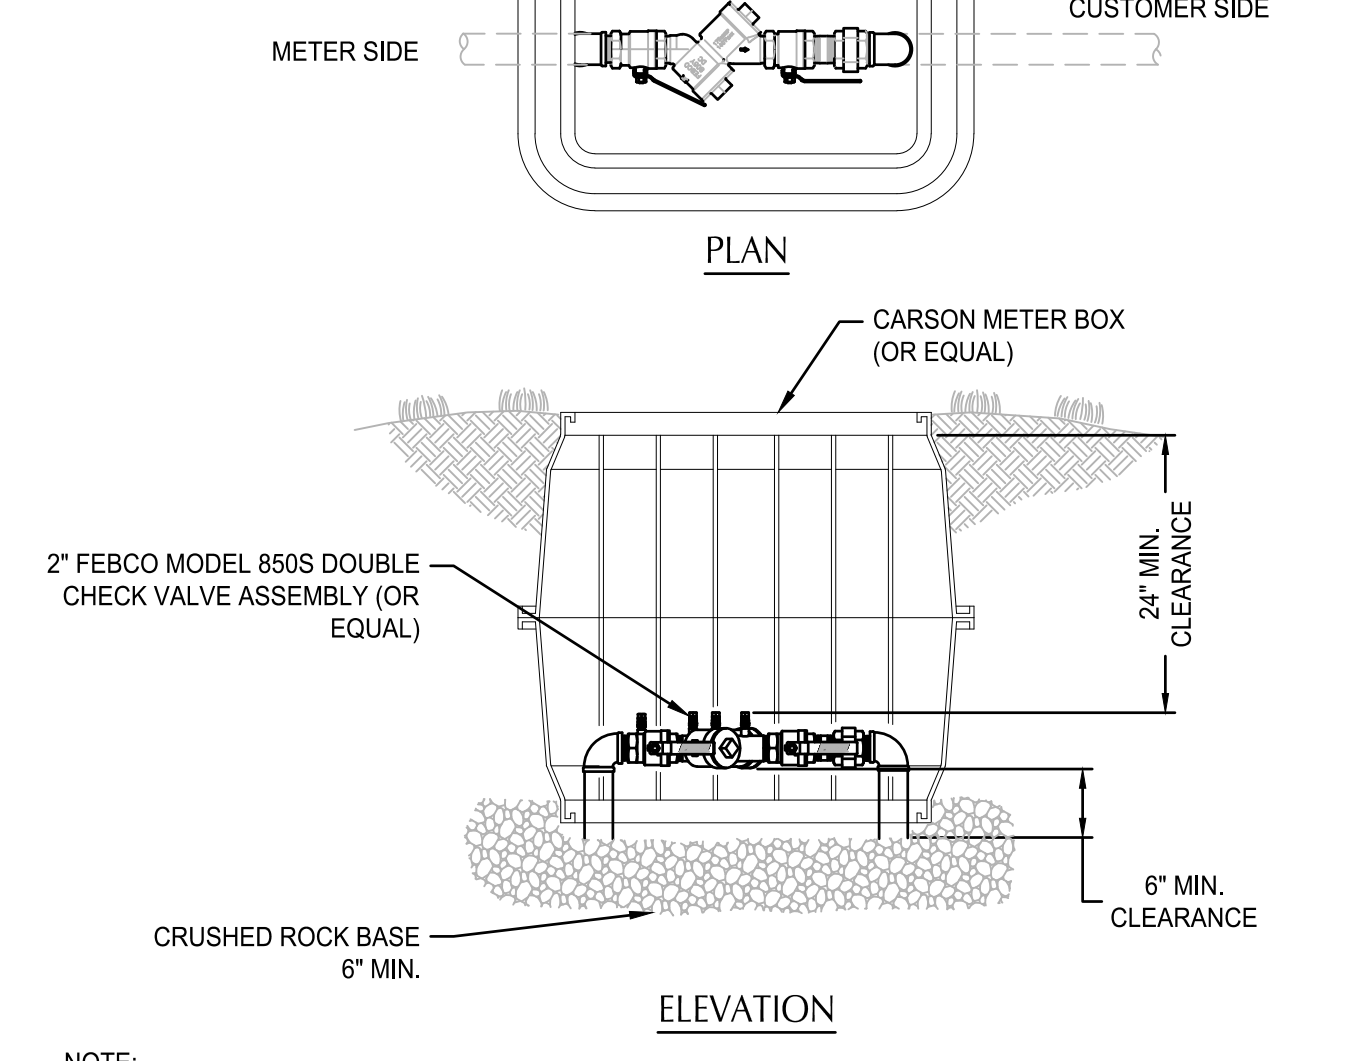 CUSTOMER SIDE
METER SIDE
PLAN
CARSON METER BOX
(OR EQUAL)
2" FEBCO MODEL 850S DOUBLE
CHECK VALVE ASSEMBLY (OR
EQUAL)
24" MIN.
CLEARANCE
6" MIN.
CLEARANCE
CRUSHED ROCK BASE
6" MIN.
ELEVATION
NOTE: